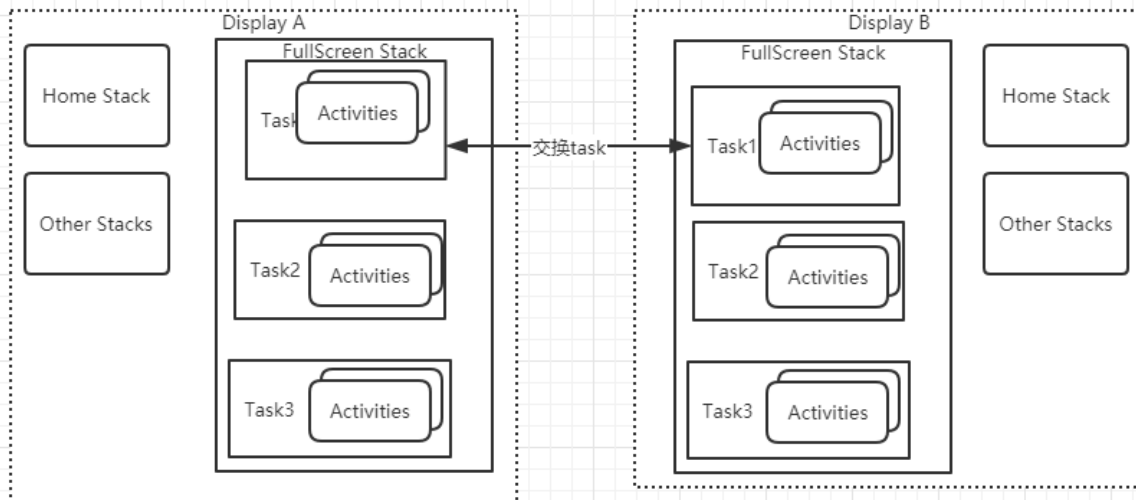 Display A
FullScreen Stack
Home Stack
Other Stacks
Task
Activities
Task2
Activities
Task3
Activities
交换task
Display B
FullScreen Stack
Task1
Activities
Task2
Activities
Task3
Activities
Home Stack
Other Stacks